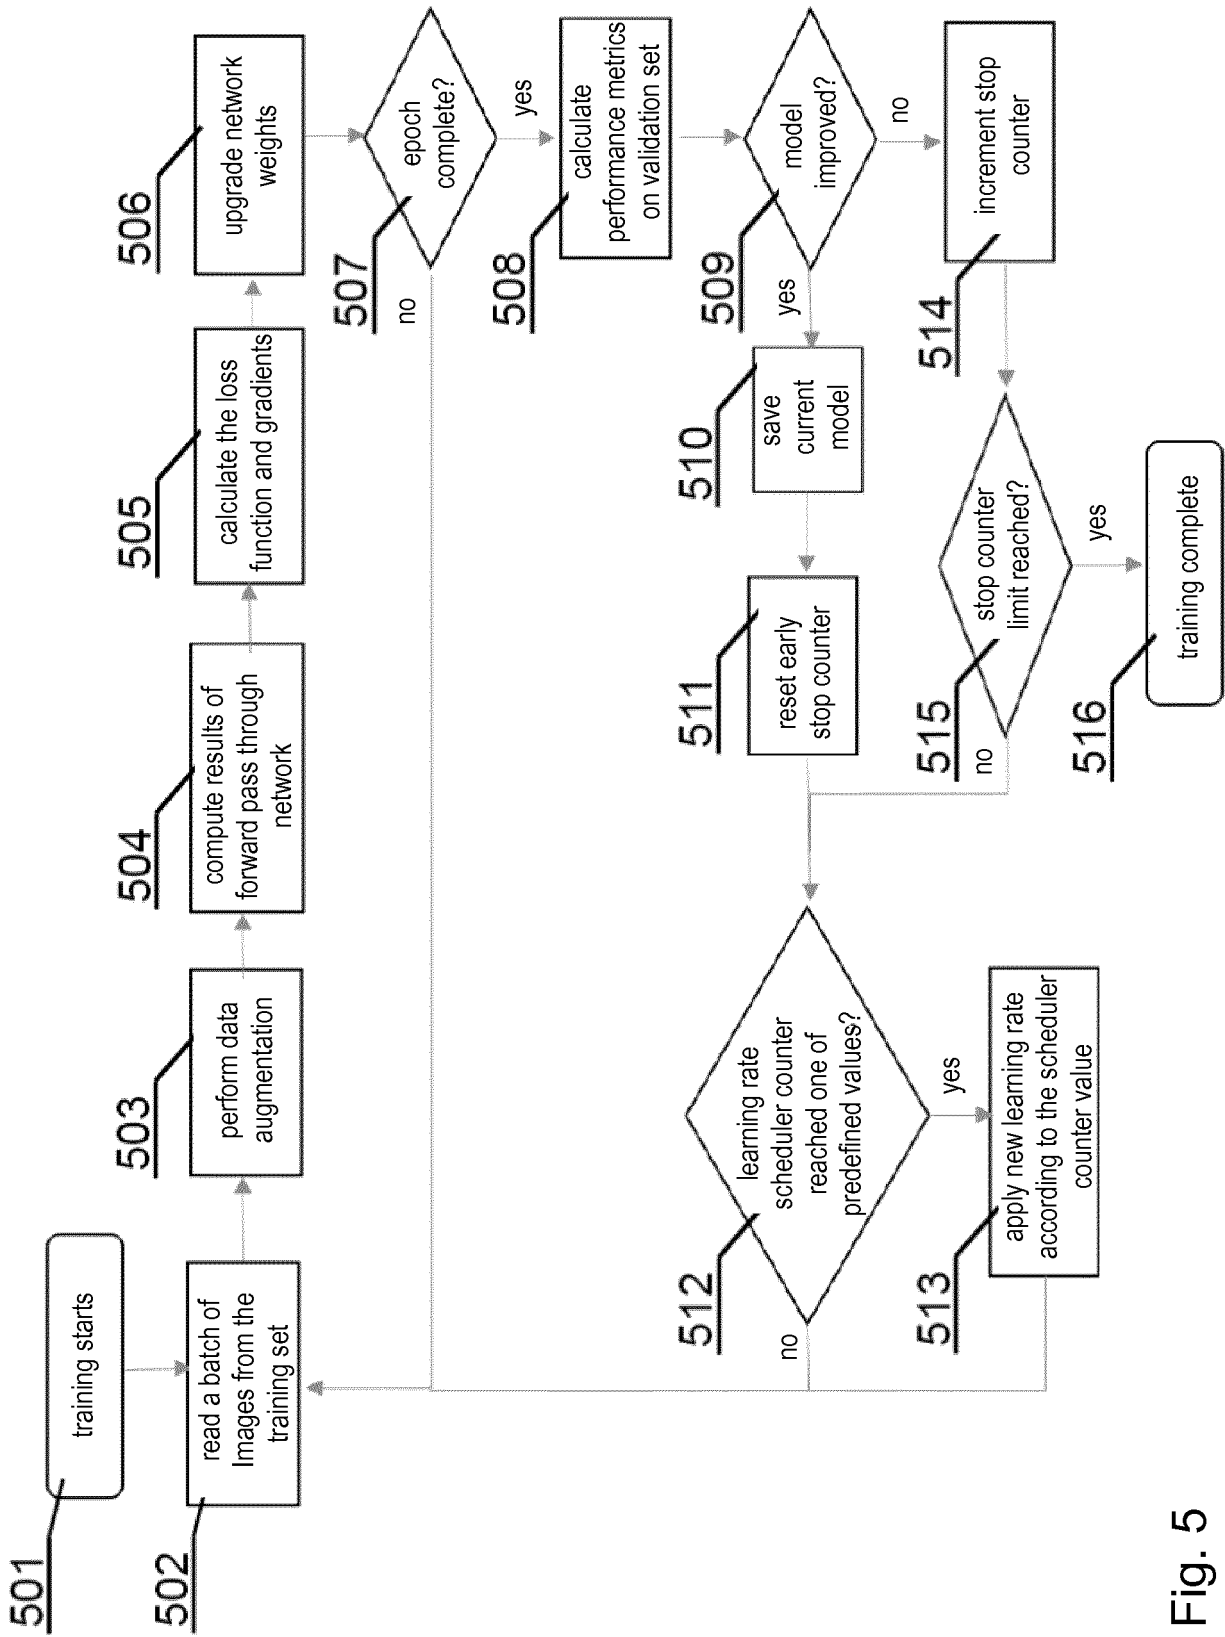 501
training starts
502
read a batch of
Images from the
training set
503
perform data
augmentation
504
compute results of
forward pass through
network
505
calculate the loss
function and gradients
506
upgrade network
weights
507
epoch
complete?
no
yes
508
calculate
performance metrics
on validation set
509
model
improved?
yes
no
510
save
current
model
511
reset early
stop counter
512
learning rate
scheduler counter
reached one of
predefined values?
no
yes
513
apply new learning rate
according to the scheduler
counter value
514
increment stop
counter
515
stop counter
limit reached?
no
yes
516
training complete
Fig. 5